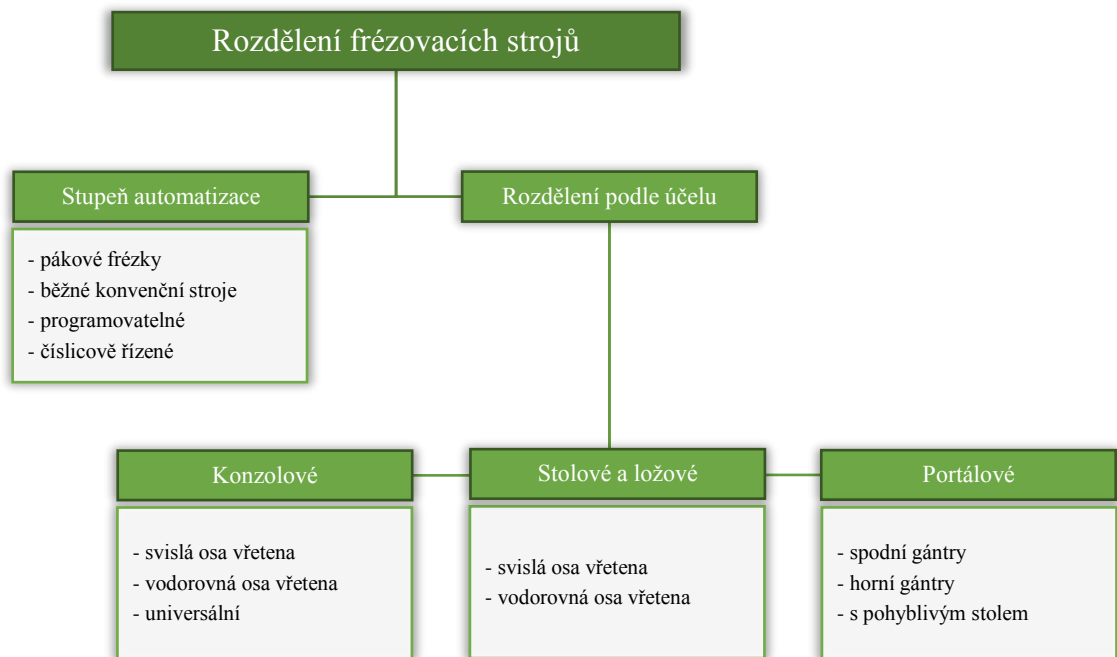 Rozdělení frézovacích strojů
Stupeň automatizace
- pákové frézky
- běžné konvenční stroje
- programovatelné
- číslicově řízené
Rozdělení podle účelu
Konzolové
- svislá osa vřetena
- vodorovná osa vřetena
- universální
Stolové a ložové
- svislá osa vřetena
- vodorovná osa vřetena
Portálové
- spodní gántry
- horní gántry
- s pohyblivým stolem